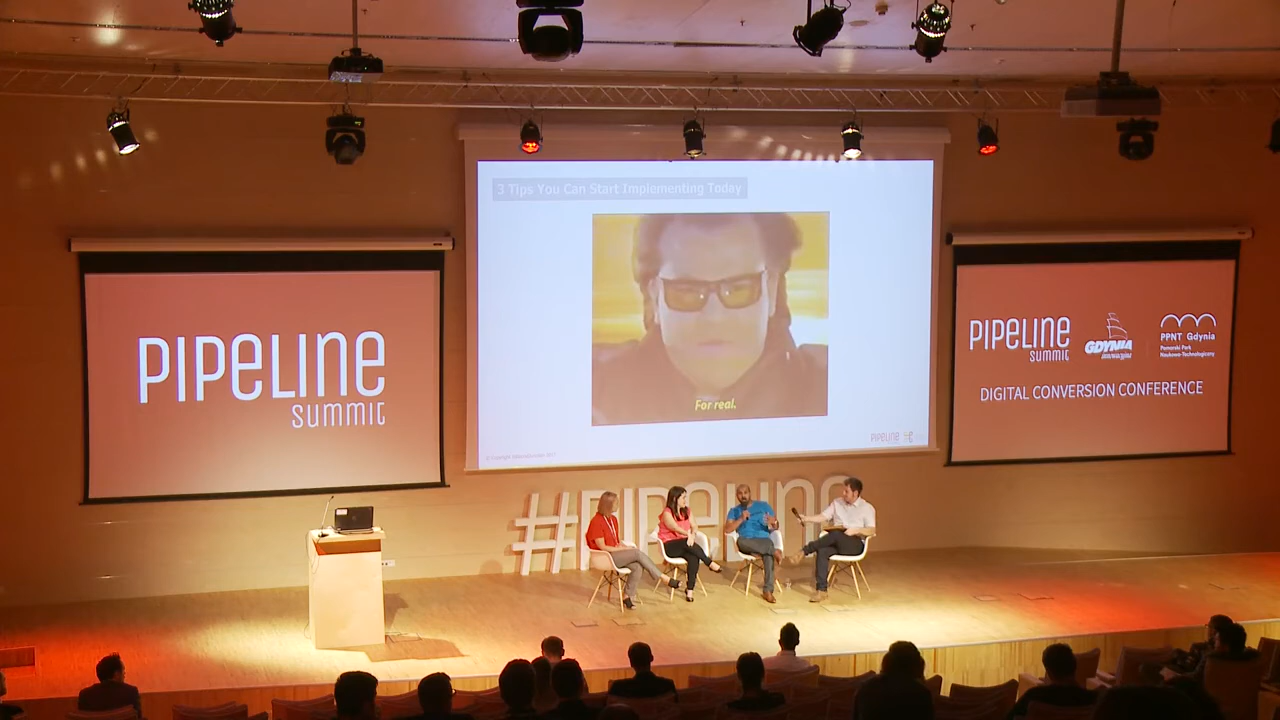 3 Tips You Can Start Implementing Today
For real.
PIPELINE
PIPELINE
summit
PIPELINE
summit
GDYNIA
PPNT Gdynia
Pomorski Park
Naukowo-Technologiczny
DIGITAL CONVERSION CONFERENCE
#PIPELINE